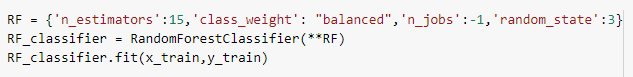 RF = {'n_estimators':15,'class_weight': "balanced",'n_jobs':-1,'random_state':3}
RF_classifier = RandomForestClassifier(**RF)
RF_classifier.fit(x_train,y_train)